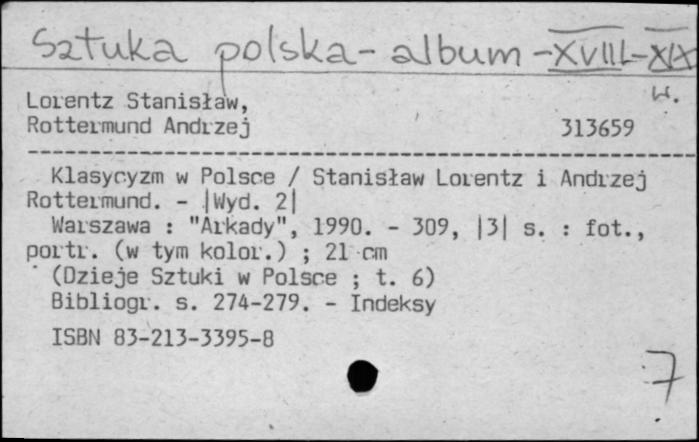 Sztuka polska - album - XVIII-XIX
w.
Lorentz Stanisław,
Rottermund Andrzej 313659
Klasycyzm w Polsce / Stanisław Lorentz i Andrzej
Rottermund. - |Wyd. 2|
Warszawa : "Arkady", 1990. - 309, |3| s. : fot.,
portr. (w tym kolor.) ; 21 cm
(Dzieje Sztuki w Polsce ; t. 6)
Bibliogr. s. 274-279. - Indeksy
ISBN 83-213-3395-8
7